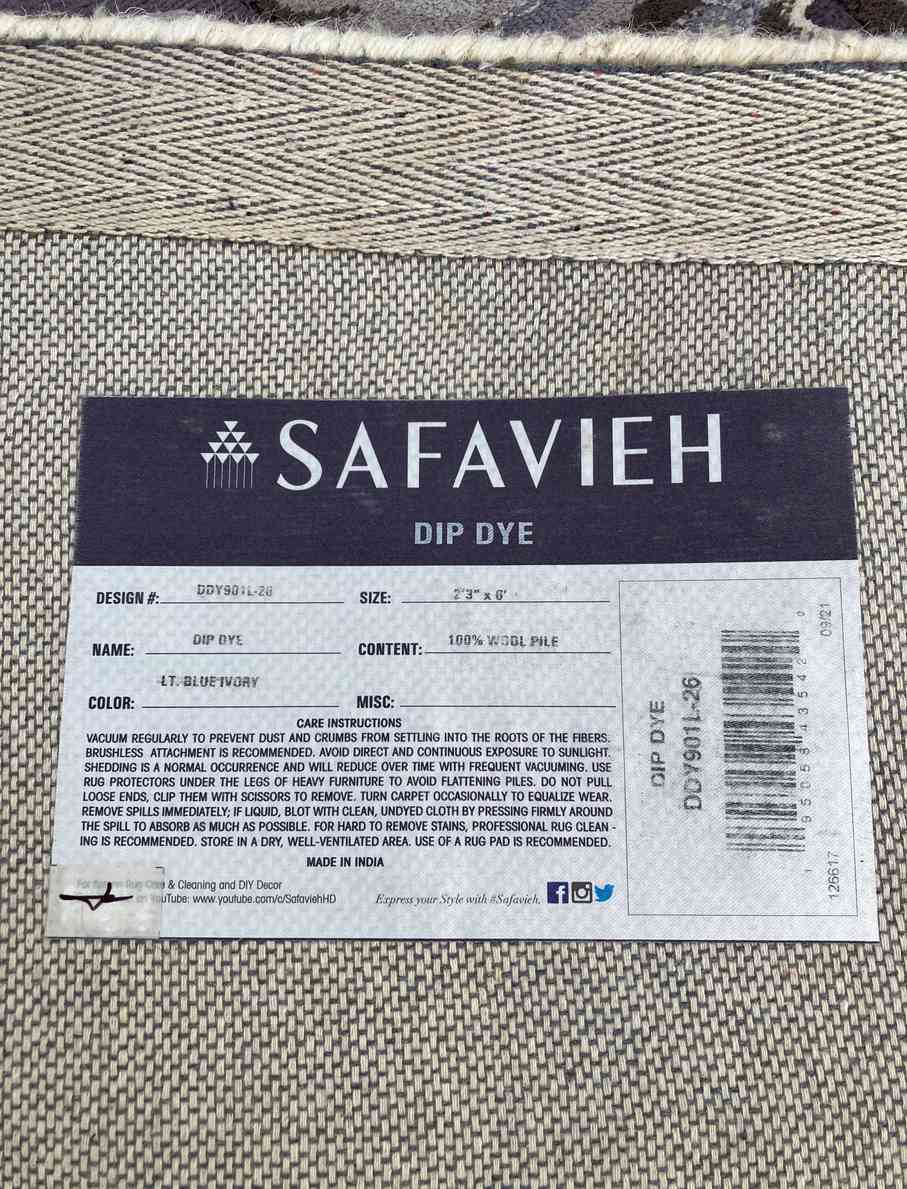 SAFAVIEH
DIP DYE
DESIGN #: DDY901L-26
SIZE: 2'3" x 6'
NAME: DIP DYE
CONTENT: 100% WOOL PILE
COLOR: LT. BLUE IVORY
MISC:
CARE INSTRUCTIONS
VACUUM REGULARLY TO PREVENT DUST AND CRUMBS FROM SETTLING INTO THE ROOTS OF THE FIBERS.
BRUSHLESS ATTACHMENT IS RECOMMENDED. AVOID DIRECT AND CONTINUOUS EXPOSURE TO SUNLIGHT.
SHEDDING IS A NORMAL OCCURRENCE AND WILL REDUCE OVER TIME WITH FREQUENT VACUUMING. USE
RUG PROTECTORS UNDER THE LEGS OF HEAVY FURNITURE TO AVOID FLATTENING PILES. DO NOT PULL
LOOSE ENDS, CLIP THEM WITH SCISSORS TO REMOVE. TURN CARPET OCCASIONALLY TO EQUALIZE WEAR.
REMOVE SPILLS IMMEDIATELY; IF LIQUID, BLOT WITH CLEAN, UNDYED CLOTH BY PRESSING FIRMLY AROUND
THE SPILL TO ABSORB AS MUCH AS POSSIBLE. FOR HARD TO REMOVE STAINS, PROFESSIONAL RUG CLEAN -
ING IS RECOMMENDED. STORE IN A DRY, WELL-VENTILATED AREA. USE OF A RUG PAD IS RECOMMENDED.
MADE IN INDIA
Rug Care & Cleaning and DIY Decor
on YouTube: www.youtube.com/c/SafaviehHD
Express your Style with #Safavieh.
DIP DYE
DDY901L-26
09/21
126617